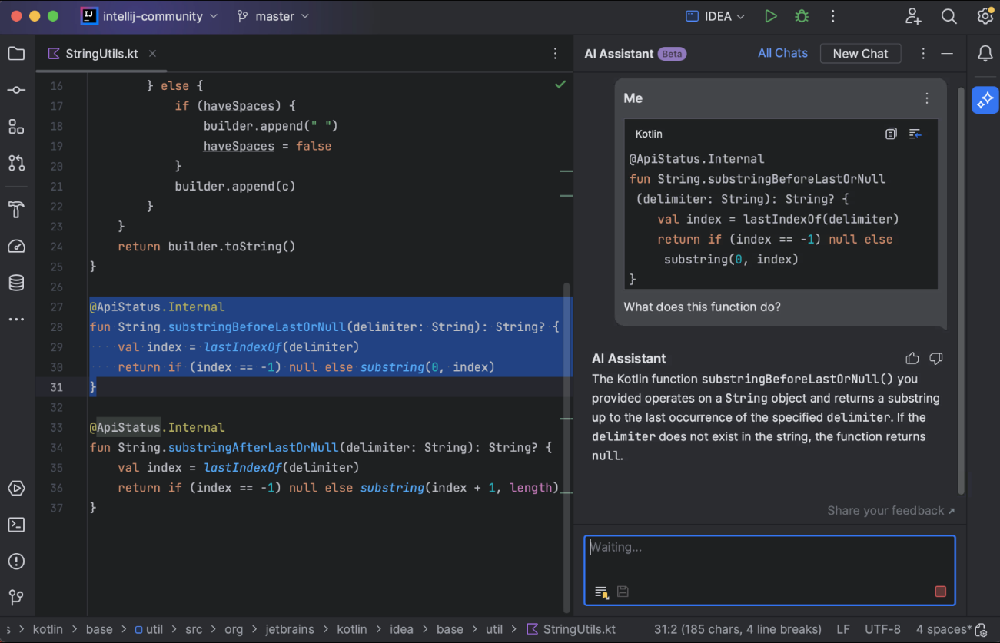 intellij-community
master
IDEA
StringUtils.kt
16 } else {
17 if (haveSpaces) {
18 builder.append(" ")
19 haveSpaces = false
20 }
21 builder.append(c)
22 }
23 }
24 return builder.toString()
25 }
26
27 @ApiStatus.Internal
28 fun String.substringBeforeLastOrNull(delimiter: String): String? {
29 val index = lastIndexOf(delimiter)
30 return if (index == -1) null else substring(0, index)
31 }
32
33 @ApiStatus.Internal
34 fun String.substringAfterLastOrNull(delimiter: String): String? {
35 val index = lastIndexOf(delimiter)
36 return if (index == -1) null else substring(index + 1, length)
37 }
AI Assistant Beta All Chats New Chat
Me
Kotlin
@ApiStatus.Internal
fun String.substringBeforeLastOrNull
(delimiter: String): String? {
val index = lastIndexOf(delimiter)
return if (index == -1) null else
substring(0, index)
}
What does this function do?
AI Assistant
The Kotlin function substringBeforeLastOrNull() you
provided operates on a String object and returns a substring
up to the last occurrence of the specified delimiter. If the
delimiter does not exist in the string, the function returns
null.
Share your feedback ↗
Waiting...
s > kotlin > base > util > src > org > jetbrains > kotlin > idea > base > util > StringUtils.kt 31:2 (185 chars, 4 line breaks) LF UTF-8 4 spaces*